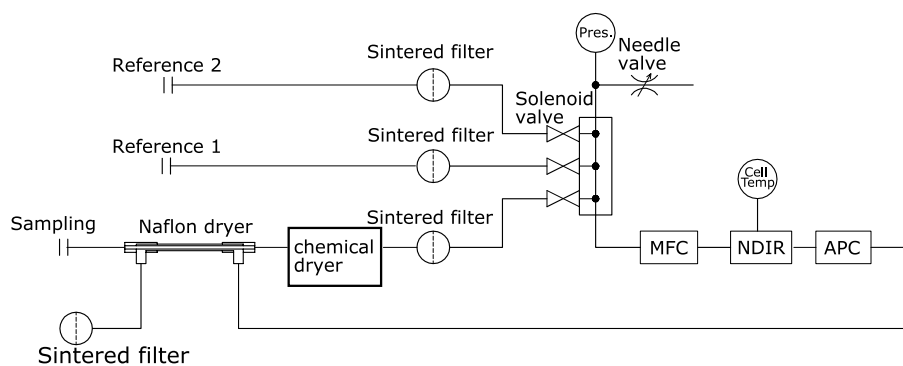 Pres.
Needle
valve
Sintered filter
Reference 2
Solenoid
valve
Sintered filter
Reference 1
Cell
Temp
Sintered filter
Sampling
Naflon dryer
chemical
dryer
MFC
NDIR
APC
Sintered filter